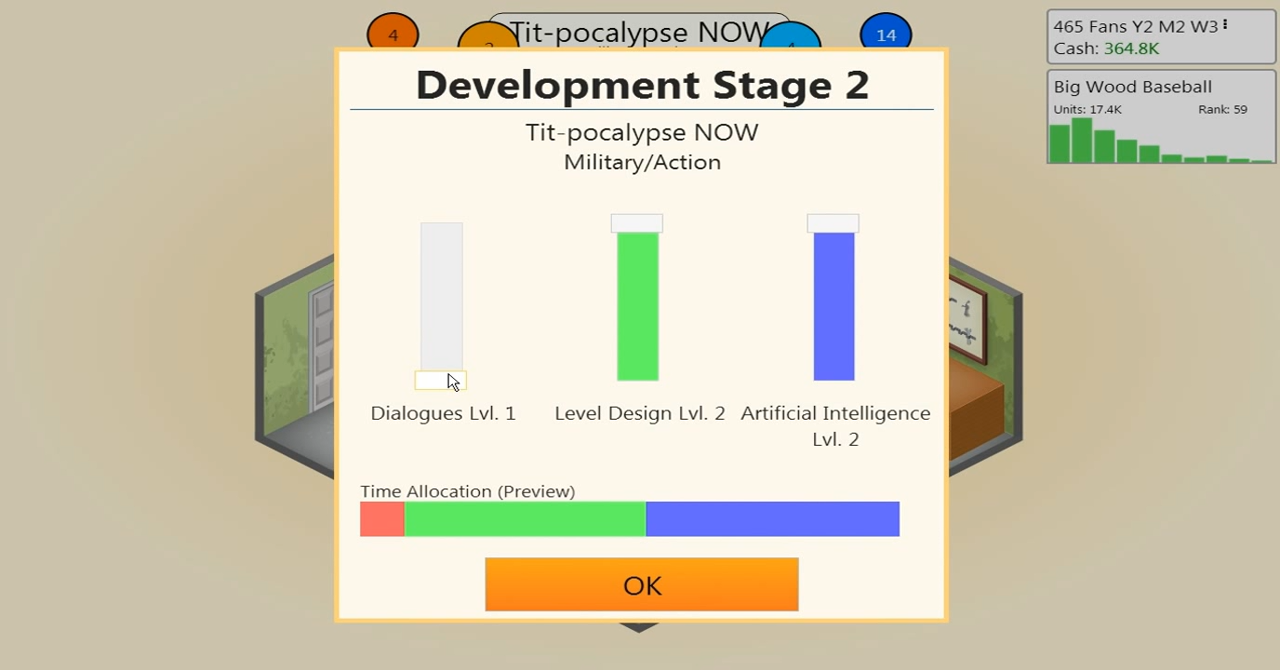 4
14
Tit-pocalypse NOW
465 Fans Y2 M2 W3
Cash: 364.8K
Big Wood Baseball
Units: 17.4K Rank: 59
Development Stage 2
Tit-pocalypse NOW
Military/Action
Dialogues Lvl. 1
Level Design Lvl. 2
Artificial Intelligence
Lvl. 2
Time Allocation (Preview)
OK